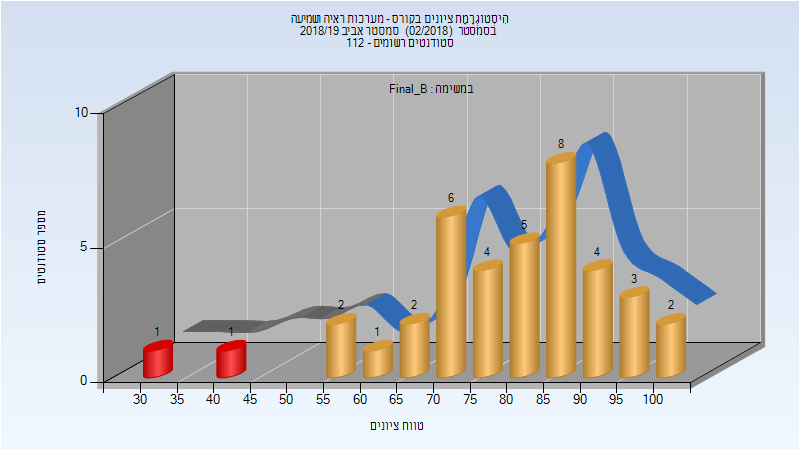 הִיסְטוֹגְרַמַת ציונים בקורס - מערכות ראיה ושמיעה
בסמסטר (02/2018) סמסטר אביב 2018/19
סטודנטים רשומים - 112
במשימה : Final_B
מספר סטודנטים
10
5
0
1
1
2
1
2
6
4
5
8
4
3
2
30 35 40 45 50 55 60 65 70 75 80 85 90 95 100
טווח ציונים